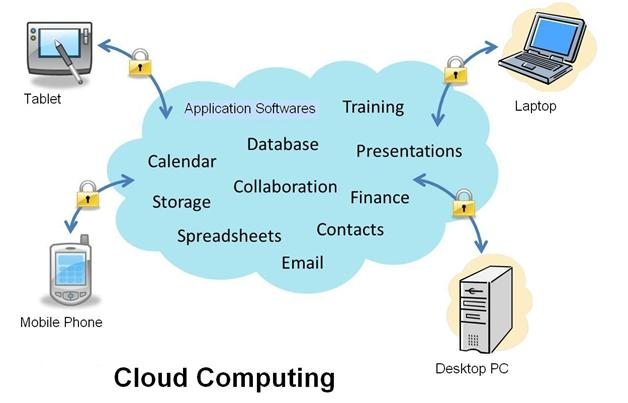 Tablet
Application Softwares
Training
Laptop
Database
Presentations
Calendar
Collaboration
Storage
Finance
Spreadsheets
Contacts
Email
Mobile Phone
Desktop PC
Cloud Computing